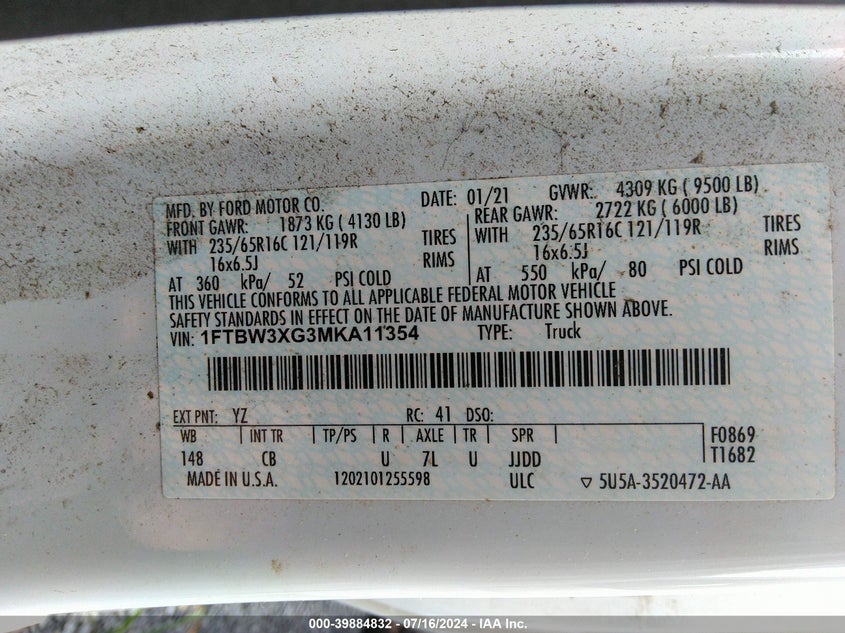 MFD. BY FORD MOTOR CO. DATE: 01/21 GVWR: 4309 KG ( 9500 LB)
FRONT GAWR: 1873 KG ( 4130 LB) REAR GAWR: 2722 KG ( 6000 LB)
WITH 235/65R16C 121/119R TIRES WITH 235/65R16C 121/119R TIRES
16x6.5J RIMS 16x6.5J RIMS
AT 360 kPa/ 52 PSI COLD AT 550 kPa/ 80 PSI COLD
THIS VEHICLE CONFORMS TO ALL APPLICABLE FEDERAL MOTOR VEHICLE
SAFETY STANDARDS IN EFFECT ON THE DATE OF MANUFACTURE SHOWN ABOVE.
VIN: 1FTBW3XG3MKA11354 TYPE: Truck
EXT PNT: YZ RC: 41 DSO:
WB INT TR TP/PS R AXLE TR SPR F0869
148 CB U 7L U JJDD T1682
MADE IN U.S.A. 1202101255598 ULC ▽ 5U5A-3520472-AA
000-39884832 - 07/16/2024 - IAA Inc.